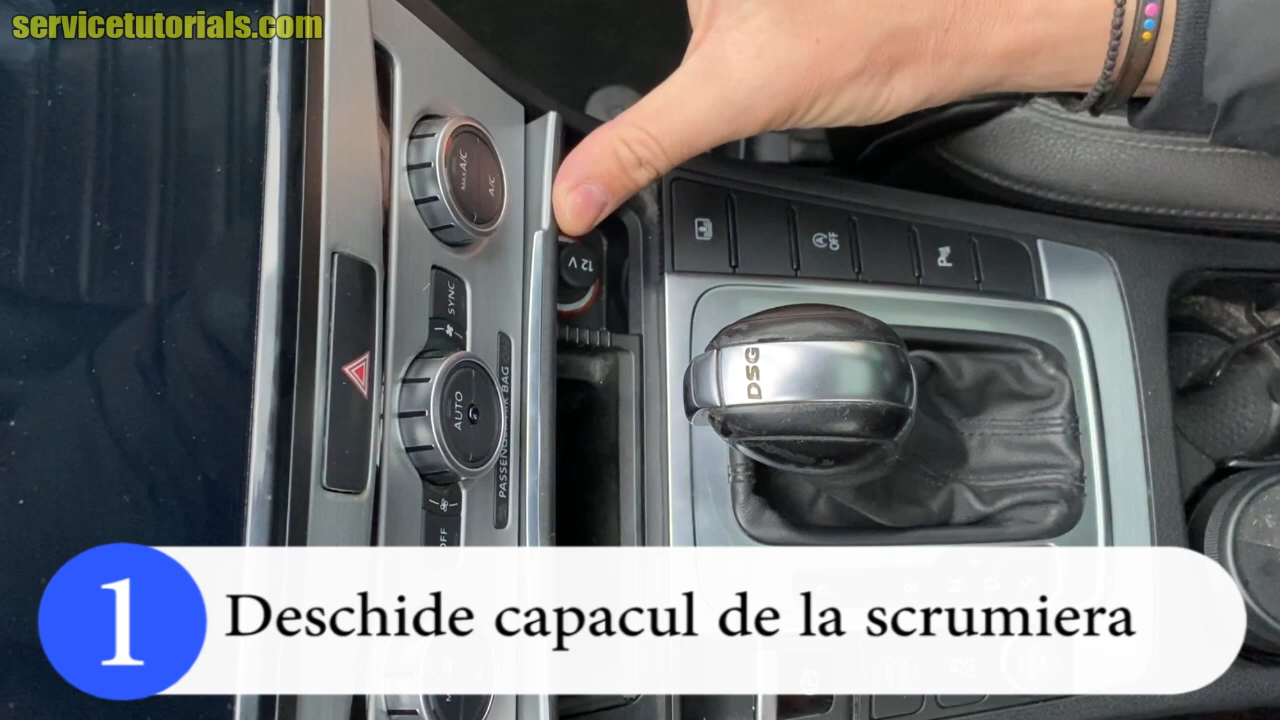 servicetutorials.com
MAX A/C
A/C
SYNC
12 V
OFF
AUTO
PASSENGER AIR BAG
DSG
OFF
1
Deschide capacul de la scrumiera